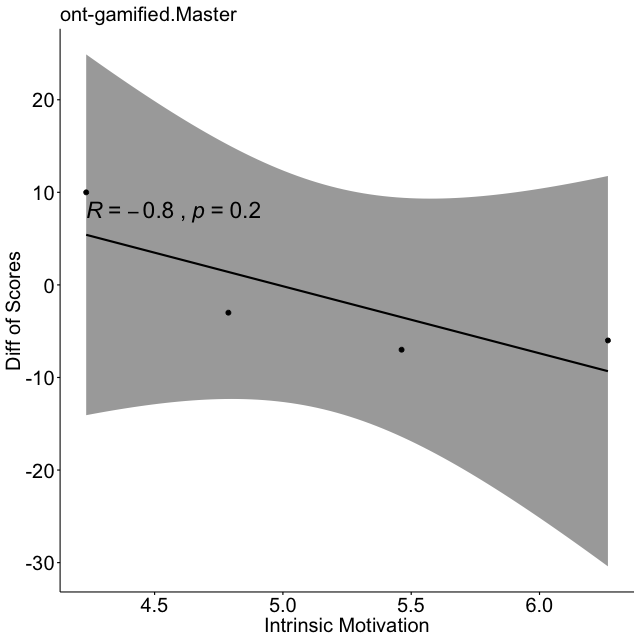 ont-gamified.Master
20
10
R = −0.8 , p = 0.2
0
-10
-20
-30
Diff of Scores
4.5 5.0 5.5 6.0
Intrinsic Motivation